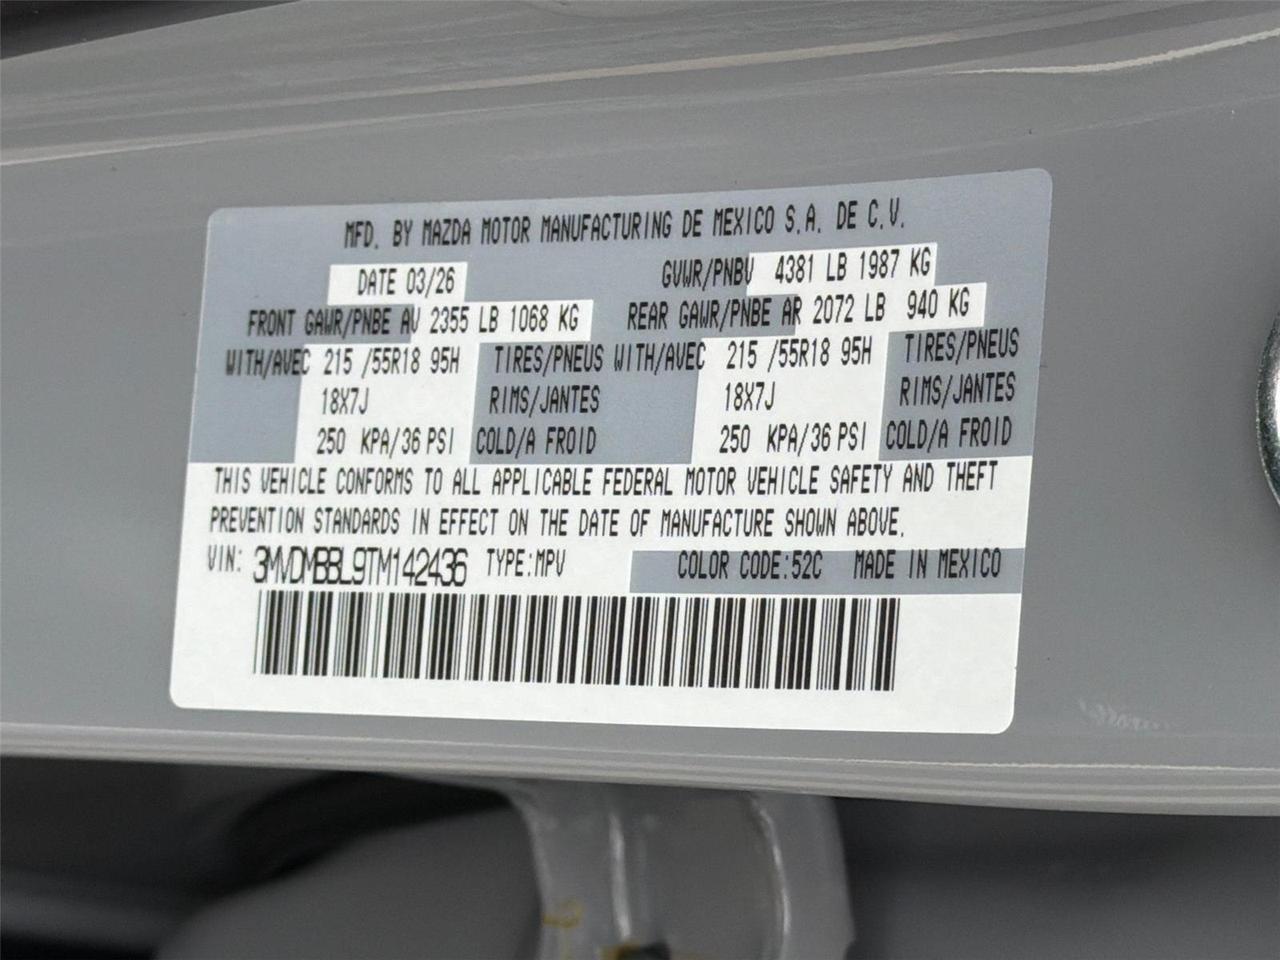 MFD. BY MAZDA MOTOR MANUFACTURING DE MEXICO S.A. DE C.V.
DATE 03/26 GVWR/PNBV 4381 LB 1987 KG
FRONT GAWR/PNBE AV 2355 LB 1068 KG REAR GAWR/PNBE AR 2072 LB 940 KG
WITH/AVEC 215 /55R18 95H TIRES/PNEUS WITH/AVEC 215 /55R18 95H TIRES/PNEUS
18X7J RIMS/JANTES 18X7J RIMS/JANTES
250 KPA/36 PSI COLD/A FROID 250 KPA/36 PSI COLD/A FROID
THIS VEHICLE CONFORMS TO ALL APPLICABLE FEDERAL MOTOR VEHICLE SAFETY AND THEFT
PREVENTION STANDARDS IN EFFECT ON THE DATE OF MANUFACTURE SHOWN ABOVE.
VIN: 3MVDMBBL9TM142436 TYPE:MPV COLOR CODE:52C MADE IN MEXICO